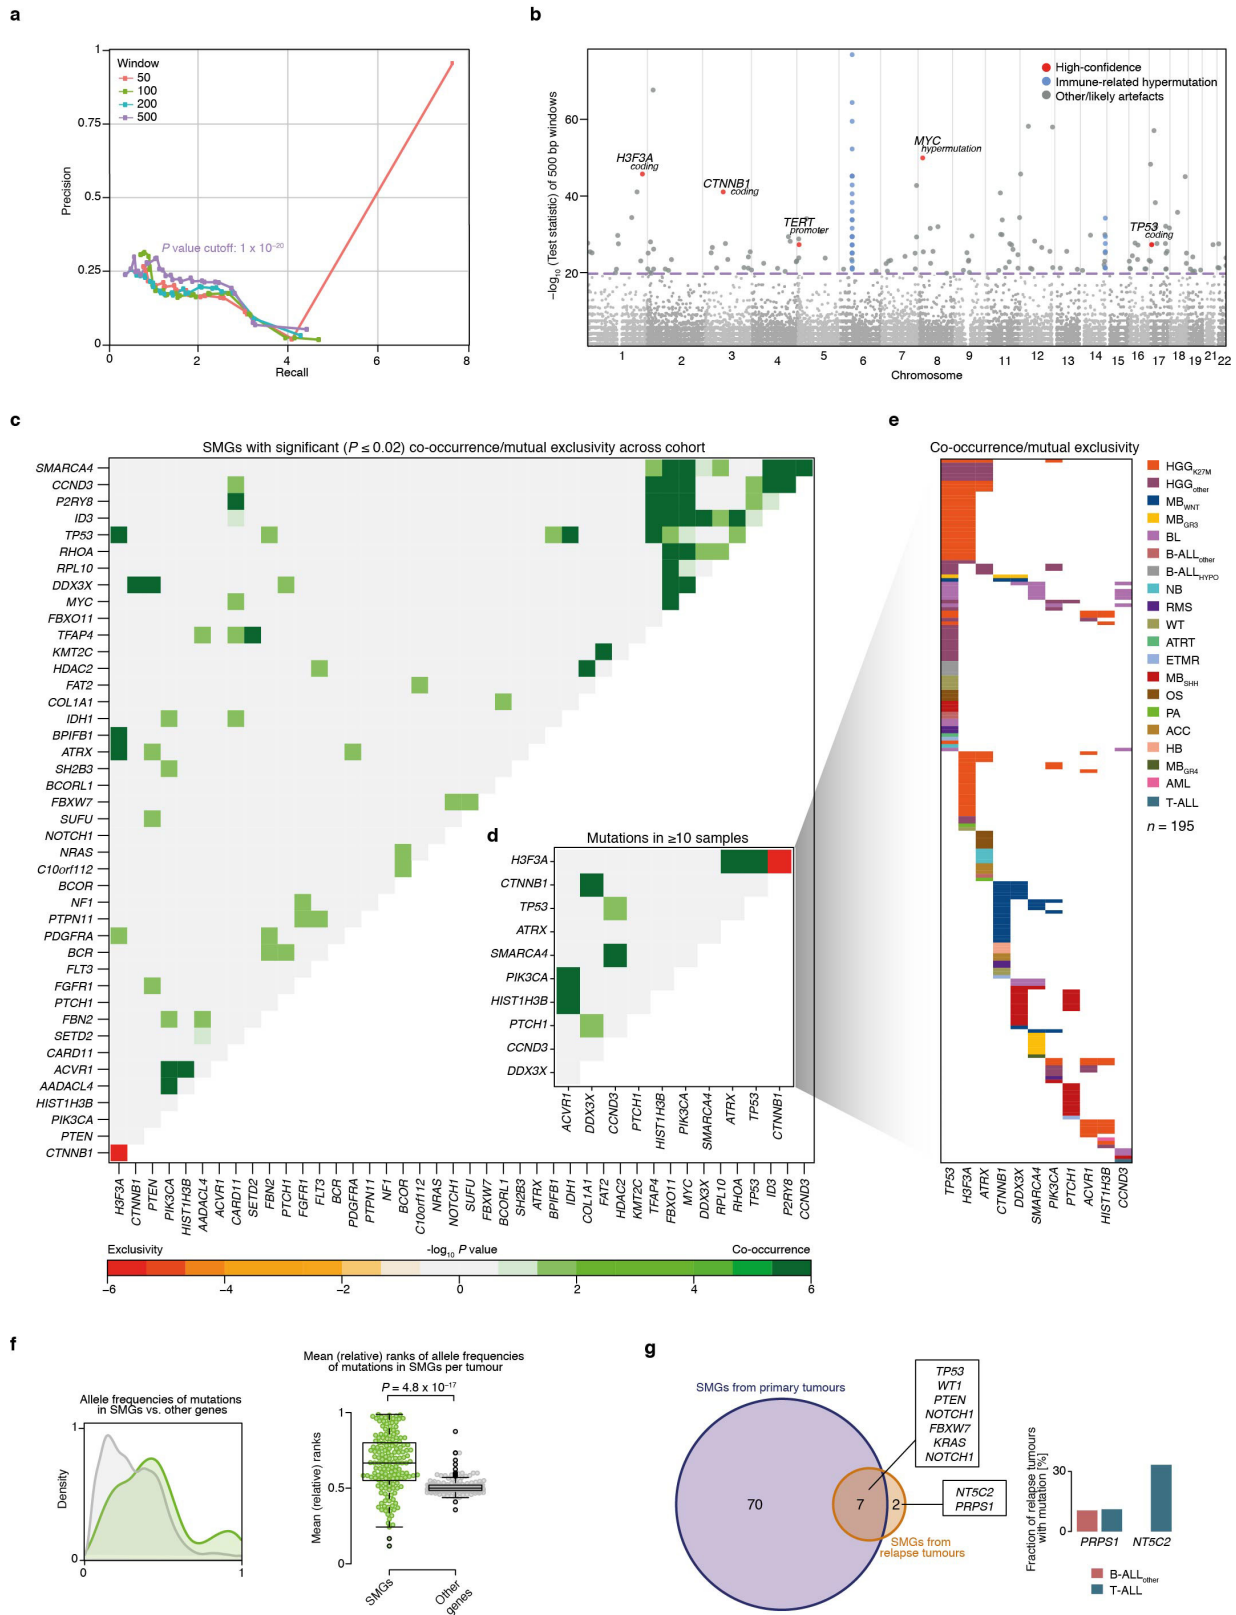 a
1
0.75
0.5
0.25
0
Precision
Window
50
100
200
500
P value cutoff: 1 x 10⁻²⁰
0
2
4
6
8
Recall
b
−log₁₀ (Test statistic) of 500 bp windows
60
40
20
High-confidence
Immune-related hypermutation
Other/likely artefacts
H3F3A
coding
CTNNB1
coding
TERT
promoter
MYC
hypermutation
TP53
coding
1
2
3
4
5
6
7
8
9
11
12
13
14
15
16
17
18
19
21
22
Chromosome
c
SMGs with significant (P ≤ 0.02) co-occurrence/mutual exclusivity across cohort
SMARCA4
CCND3
P2RY8
ID3
TP53
RHOA
RPL10
DDX3X
MYC
FBXO11
TFAP4
KMT2C
HDAC2
FAT2
COL1A1
IDH1
BPIFB1
ATRX
SH2B3
BCORL1
FBXW7
SUFU
NOTCH1
NRAS
C10orf112
BCOR
NF1
PTPN11
PDGFRA
BCR
FLT3
FGFR1
PTCH1
FBN2
SETD2
CARD11
ACVR1
AADACL4
HIST1H3B
PIK3CA
PTEN
CTNNB1
H3F3A
CTNNB1
PTEN
PIK3CA
HIST1H3B
AADACL4
ACVR1
CARD11
SETD2
FBN2
PTCH1
FGFR1
FLT3
BCR
PDGFRA
PTPN11
NF1
BCOR
C10orf112
NRAS
NOTCH1
SUFU
FBXW7
BCORL1
SH2B3
ATRX
BPIFB1
IDH1
COL1A1
FAT2
HDAC2
KMT2C
TFAP4
FBXO11
MYC
DDX3X
RPL10
RHOA
TP53
ID3
P2RY8
CCND3
Exclusivity
-log₁₀ P value
Co-occurrence
−6
−4
−2
0
2
4
6
d
Mutations in ≥10 samples
H3F3A
CTNNB1
TP53
ATRX
SMARCA4
PIK3CA
HIST1H3B
PTCH1
CCND3
DDX3X
ACVR1
DDX3X
CCND3
PTCH1
HIST1H3B
PIK3CA
SMARCA4
ATRX
TP53
CTNNB1
e
Co-occurrence/mutual exclusivity
TP53
H3F3A
ATRX
CTNNB1
DDX3X
SMARCA4
PIK3CA
PTCH1
ACVR1
HIST1H3B
CCND3
HGG K27M
HGG other
MB WNT
MB GR3
BL
B-ALL other
B-ALL HYPO
NB
RMS
WT
ATRT
ETMR
MB SHH
OS
PA
ACC
HB
MB GR4
AML
T-ALL
n = 195
f
Allele frequencies of mutations
in SMGs vs. other genes
Density
1
0
0
1
Mean (relative) ranks of allele frequencies
of mutations in SMGs per tumour
P = 4.8 x 10⁻¹⁷
Mean (relative) ranks
1
0.5
0
SMGs
Other
genes
g
SMGs from primary tumours
70
7
2
SMGs from
relapse tumours
TP53
WT1
PTEN
NOTCH1
FBXW7
KRAS
NOTCH1
NT5C2
PRPS1
Fraction of relapse tumours
with mutation [%]
30
0
PRPS1
NT5C2
B-ALL other
T-ALL